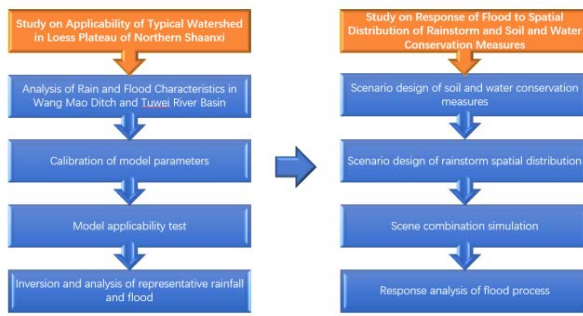 Study on Applicability of Typical Watershed
in Loess Plateau of Northern Shaanxi
Analysis of Rain and Flood Characteristics in
Wang Mao Ditch and Tuwei River Basin
Calibration of model parameters
Model applicability test
Inversion and analysis of representative rainfall
and flood
Study on Response of Flood to Spatial
Distribution of Rainstorm and Soil and Water
Conservation Measures
Scenario design of soil and water conservation
measures
Scenario design of rainstorm spatial distribution
Scene combination simulation
Response analysis of flood process